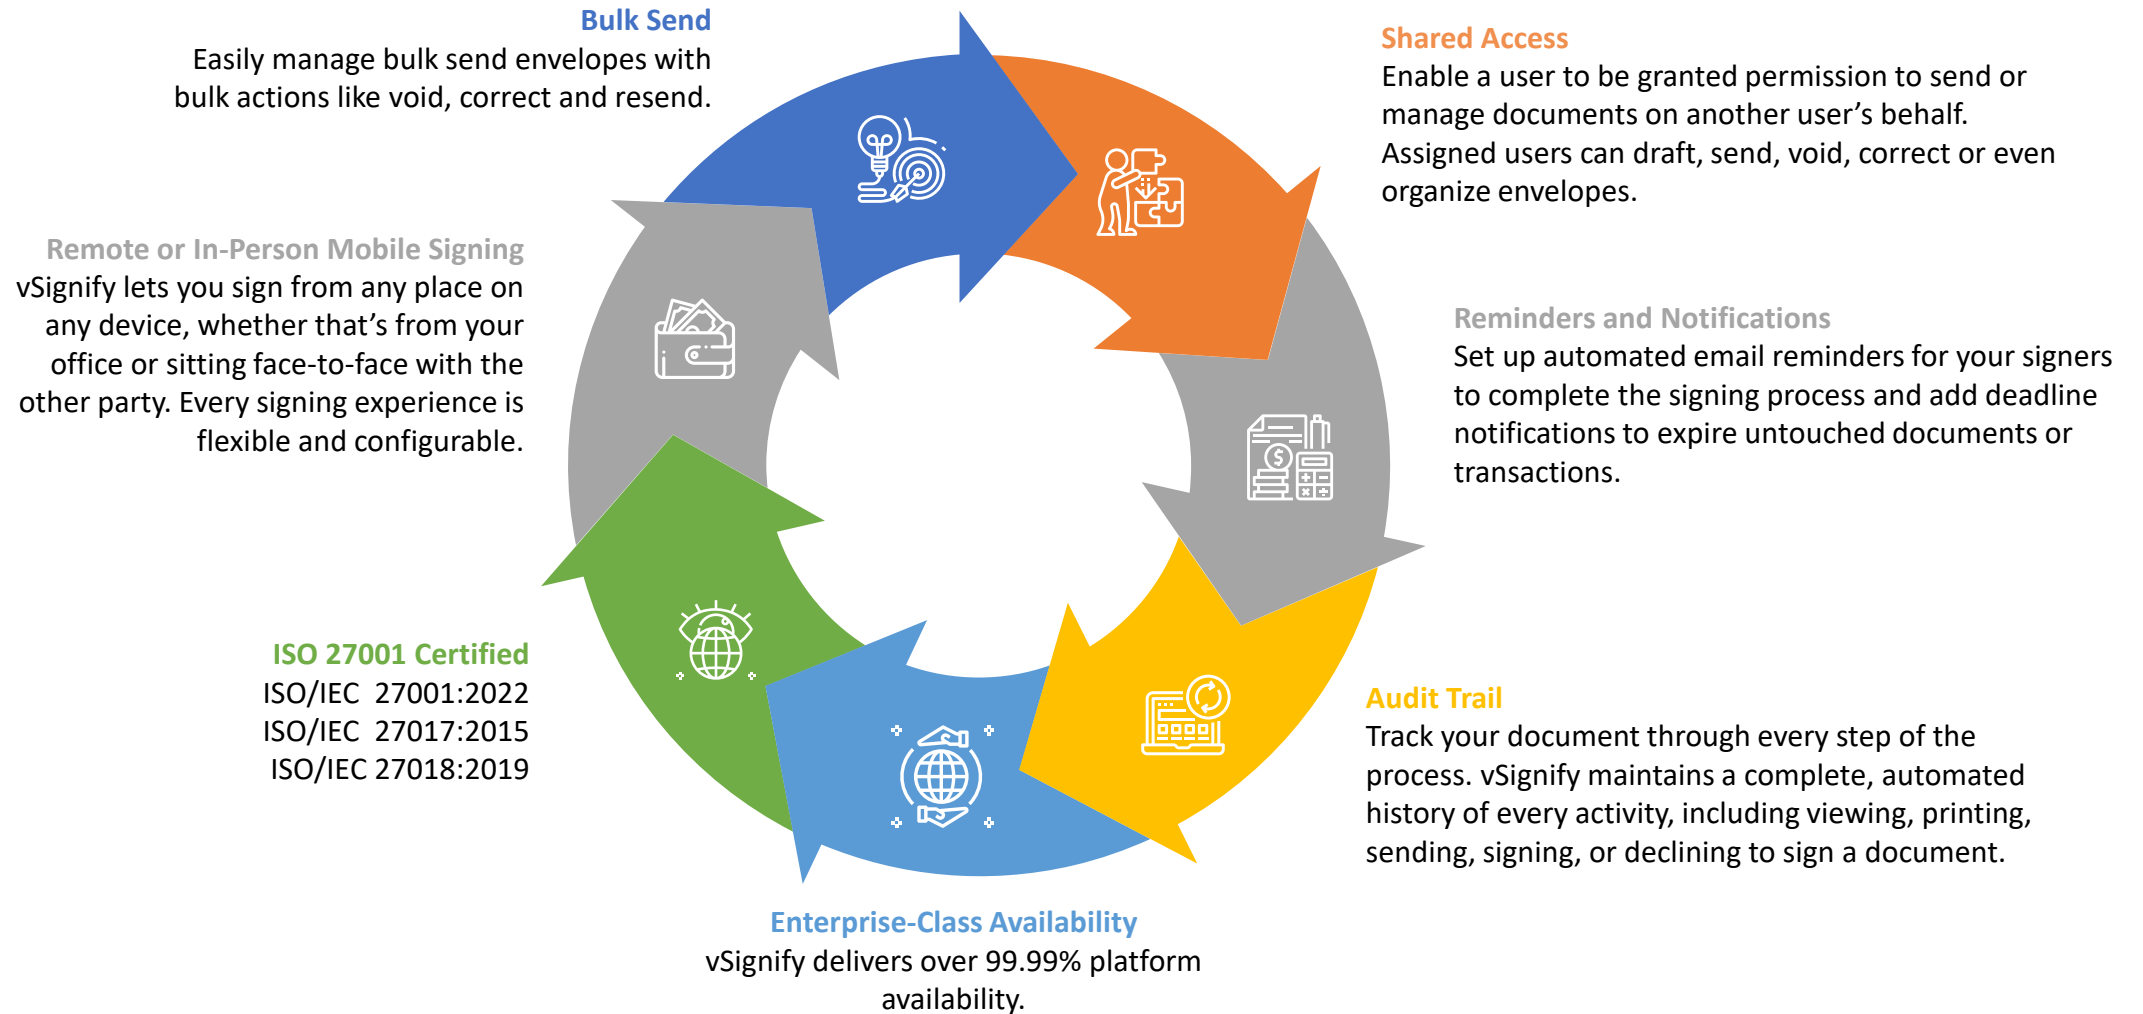 Bulk Send
Easily manage bulk send envelopes with
bulk actions like void, correct and resend.
Shared Access
Enable a user to be granted permission to send or
manage documents on another user’s behalf.
Assigned users can draft, send, void, correct or even
organize envelopes.
Reminders and Notifications
Set up automated email reminders for your signers
to complete the signing process and add deadline
notifications to expire untouched documents or
transactions.
Audit Trail
Track your document through every step of the
process. vSignify maintains a complete, automated
history of every activity, including viewing, printing,
sending, signing, or declining to sign a document.
Enterprise-Class Availability
vSignify delivers over 99.99% platform
availability.
ISO 27001 Certified
ISO/IEC  27001:2022
ISO/IEC  27017:2015
ISO/IEC 27018:2019
Remote or In-Person Mobile Signing
vSignify lets you sign from any place on
any device, whether that’s from your
office or sitting face-to-face with the
other party. Every signing experience is
flexible and configurable.